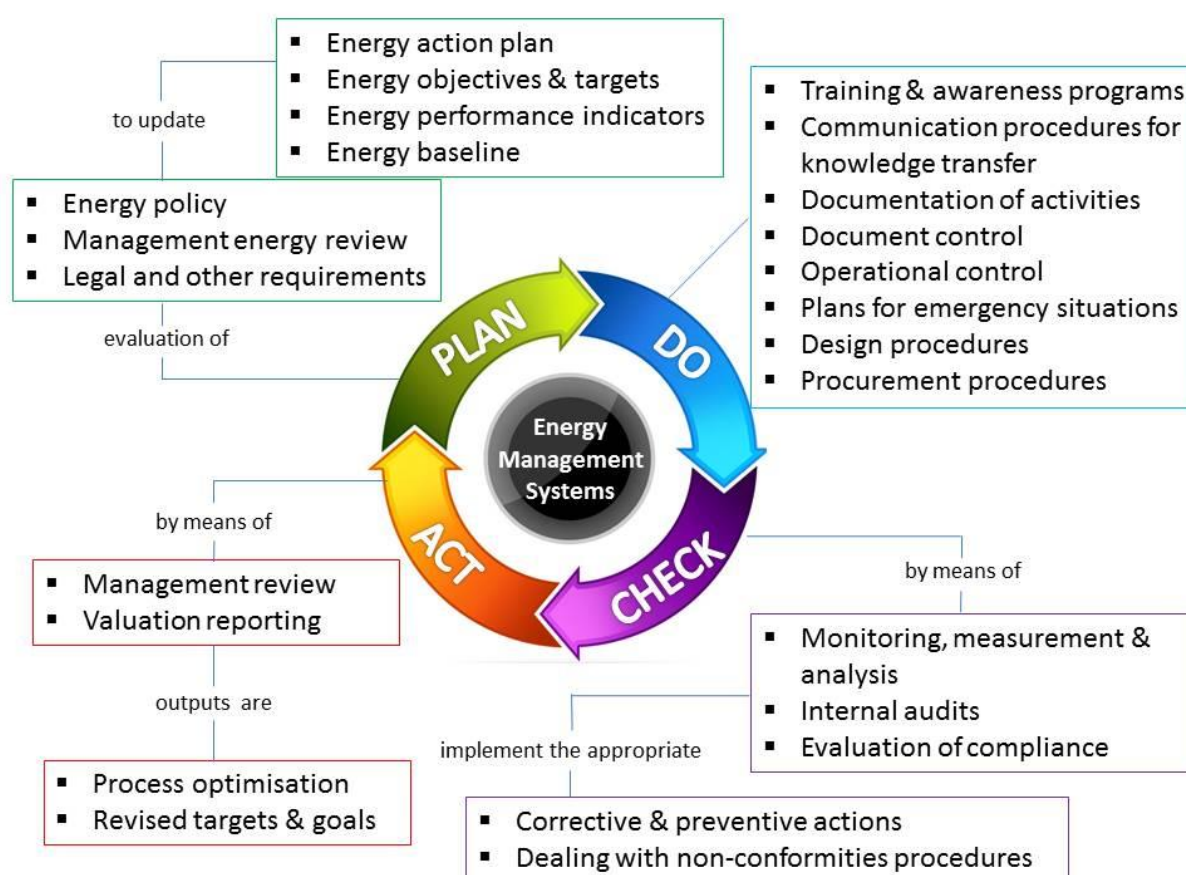 ▪ Energy action plan
▪ Energy objectives & targets
▪ Energy performance indicators
▪ Energy baseline
to update
▪ Energy policy
▪ Management energy review
▪ Legal and other requirements
evaluation of
PLAN
DO
▪ Training & awareness programs
▪ Communication procedures for
knowledge transfer
▪ Documentation of activities
▪ Document control
▪ Operational control
▪ Plans for emergency situations
▪ Design procedures
▪ Procurement procedures
Energy
Management
Systems
ACT
CHECK
by means of
▪ Management review
▪ Valuation reporting
outputs are
▪ Process optimisation
▪ Revised targets & goals
by means of
▪ Monitoring, measurement &
analysis
▪ Internal audits
▪ Evaluation of compliance
implement the appropriate
▪ Corrective & preventive actions
▪ Dealing with non-conformities procedures